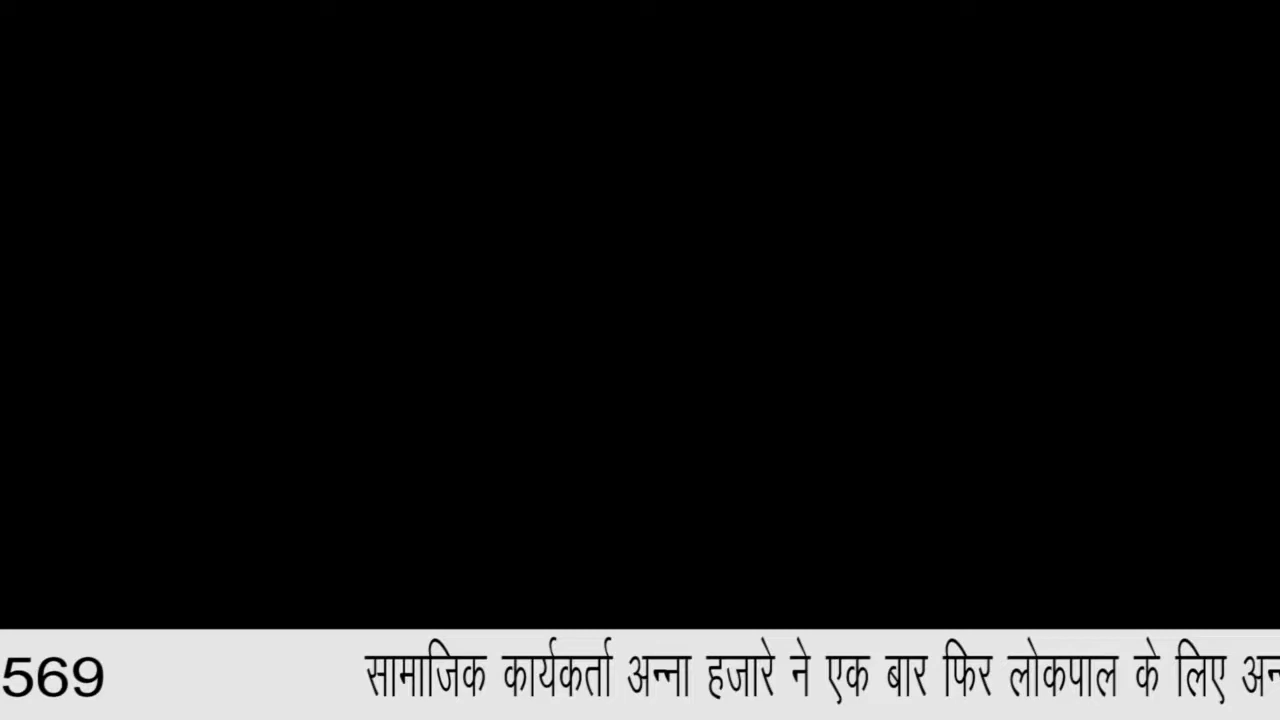 569 सामाजिक कार्यकर्ता अन्ना हजारे ने एक बार फिर लोकपाल के लिए